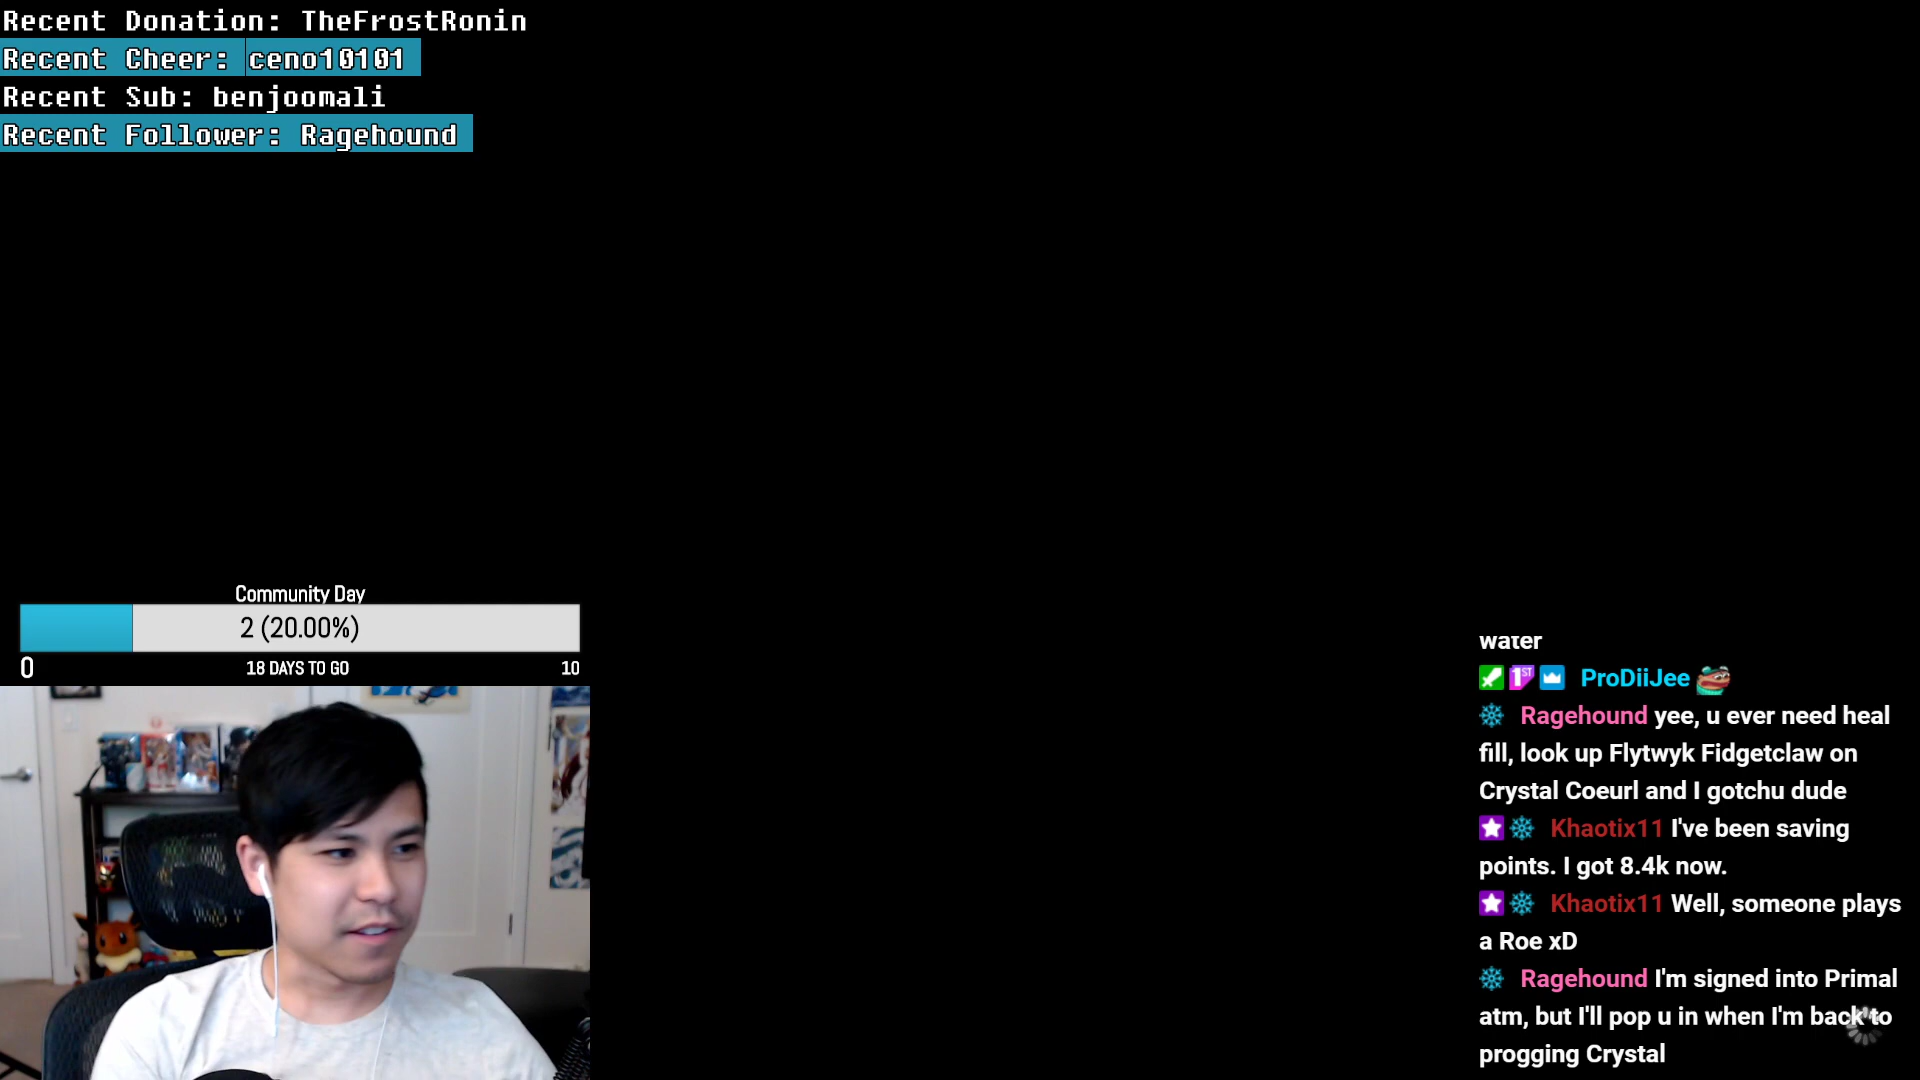 Recent Donation: TheFrostRonin
Recent Cheer: ceno10101
Recent Sub: benjoomali
Recent Follower: Ragehound
Community Day
2 (20.00%)
0 18 DAYS TO GO 10
water
1ST ProDiiJee
Ragehound yee, u ever need heal
fill, look up Flytwyk Fidgetclaw on
Crystal Coeurl and I gotchu dude
Khaotix11 I've been saving
points. I got 8.4k now.
Khaotix11 Well, someone plays
a Roe xD
Ragehound I'm signed into Primal
atm, but I'll pop u in when I'm back to
progging Crystal